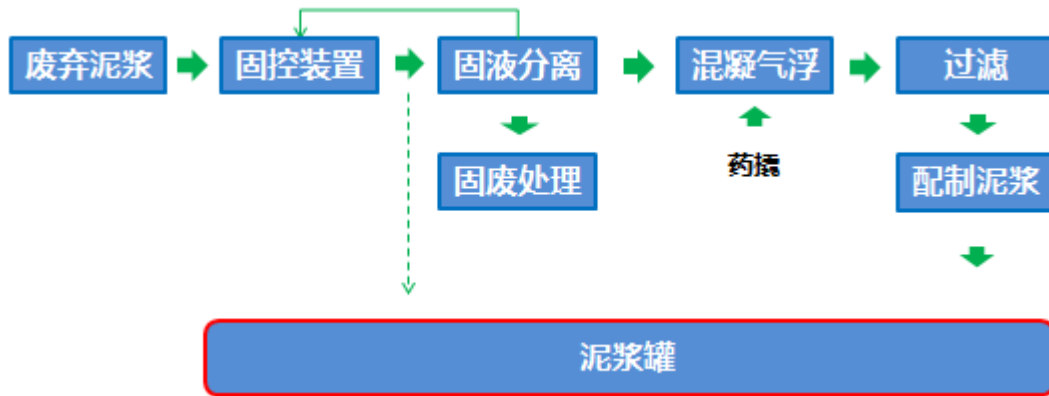 废弃泥浆
固控装置
固液分离
混凝气浮
过滤
固废处理
药撬
配制泥浆
泥浆罐